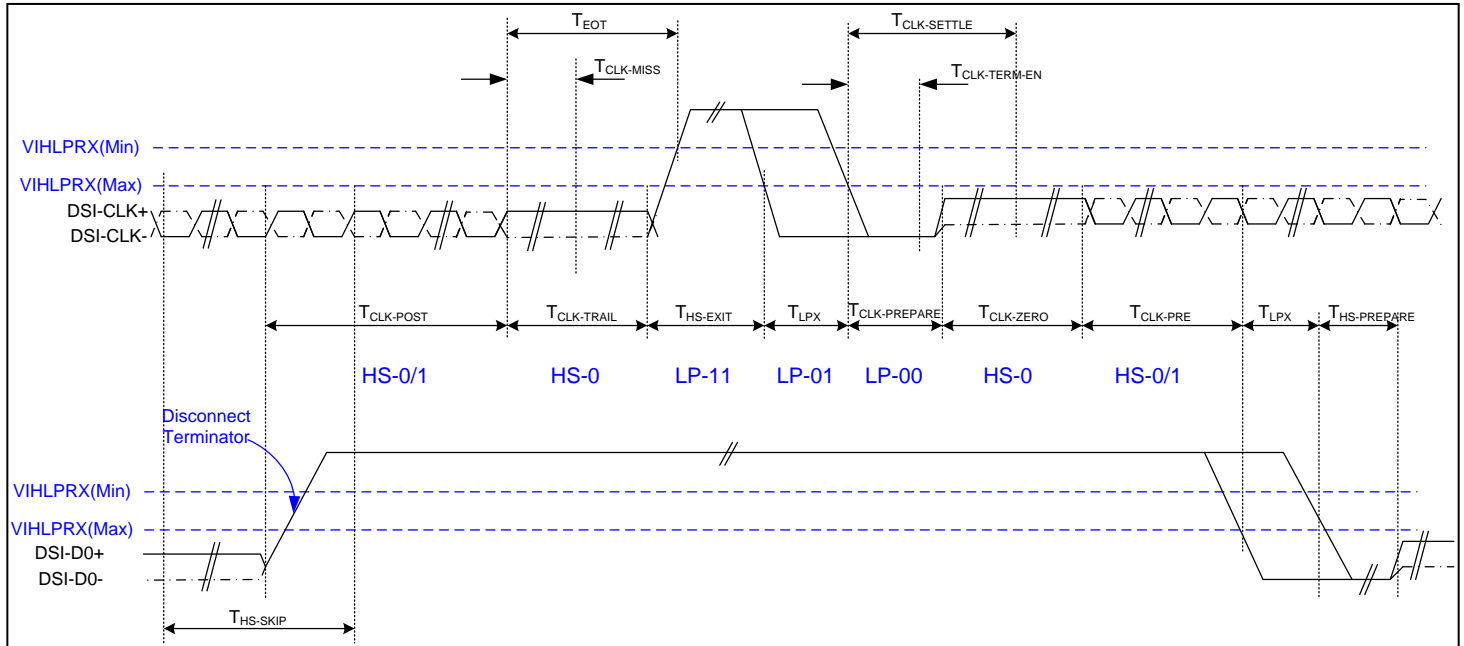 TEOT
TCLK-SETTLE
TCLK-MISS
TCLK-TERM-EN
VIHLPRX(Min)
VIHLPRX(Max)
DSI-CLK+
DSI-CLK-
TCLK-POST
TCLK-TRAIL
THS-EXIT
TLPX
TCLK-PREPARE
TCLK-ZERO
TCLK-PRE
TLPX
THS-PREPARE
HS-0/1
HS-0
LP-11
LP-01
LP-00
HS-0
HS-0/1
Disconnect
Terminator
VIHLPRX(Min)
VIHLPRX(Max)
DSI-D0+
DSI-D0-
THS-SKIP